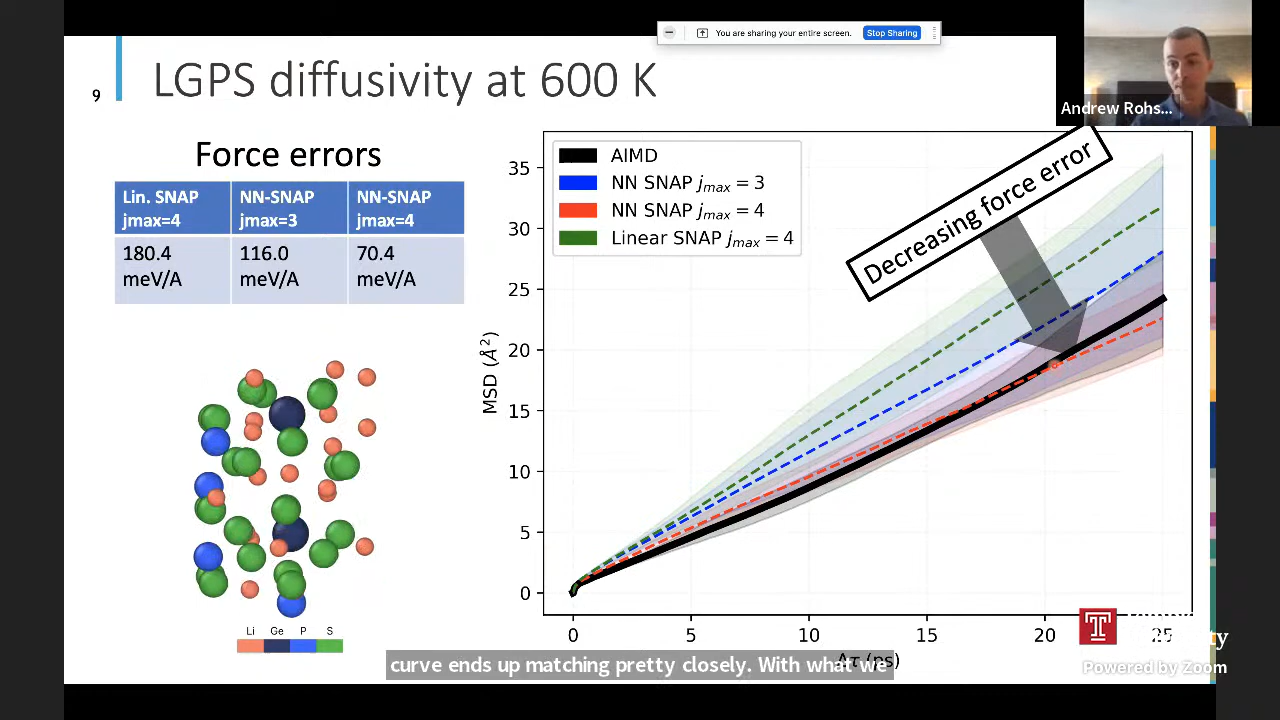 You are sharing your entire screen.
Stop Sharing
Andrew Rohs...
9
LGPS diffusivity at 600 K
Force errors
Lin. SNAP
jmax=4
NN-SNAP
jmax=3
NN-SNAP
jmax=4
180.4
meV/A
116.0
meV/A
70.4
meV/A
Li Ge P S
AIMD
NN SNAP jmax = 3
NN SNAP jmax = 4
Linear SNAP jmax = 4
Decreasing force error
MSD (Å²)
35
30
25
20
15
10
5
0
0 5 10 15 20 25
Δτ (ps)
curve ends up matching pretty closely. With what we
Powered by Zoom